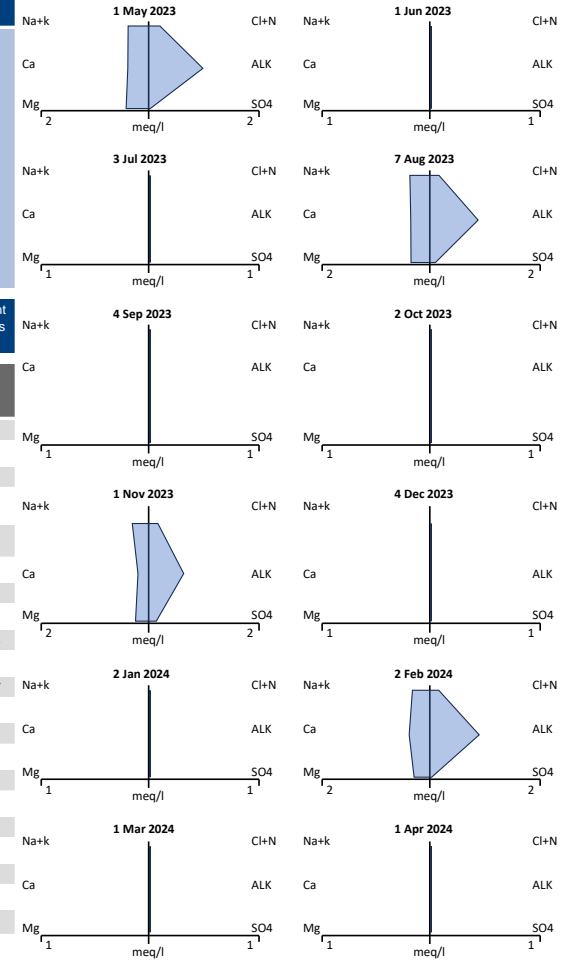 1 May 2023
Na+k Cl+N
Ca ALK
Mg SO4
2 2
meq/l
1 Jun 2023
Na+k Cl+N
Ca ALK
Mg SO4
1 1
meq/l
3 Jul 2023
Na+k Cl+N
Ca ALK
Mg SO4
1 1
meq/l
7 Aug 2023
Na+k Cl+N
Ca ALK
Mg SO4
2 2
meq/l
4 Sep 2023
Na+k Cl+N
Ca ALK
Mg SO4
1 1
meq/l
2 Oct 2023
Na+k Cl+N
Ca ALK
Mg SO4
1 1
meq/l
1 Nov 2023
Na+k Cl+N
Ca ALK
Mg SO4
2 2
meq/l
4 Dec 2023
Na+k Cl+N
Ca ALK
Mg SO4
1 1
meq/l
2 Jan 2024
Na+k Cl+N
Ca ALK
Mg SO4
1 1
meq/l
2 Feb 2024
Na+k Cl+N
Ca ALK
Mg SO4
2 2
meq/l
1 Mar 2024
Na+k Cl+N
Ca ALK
Mg SO4
1 1
meq/l
1 Apr 2024
Na+k Cl+N
Ca ALK
Mg SO4
1 1
meq/l